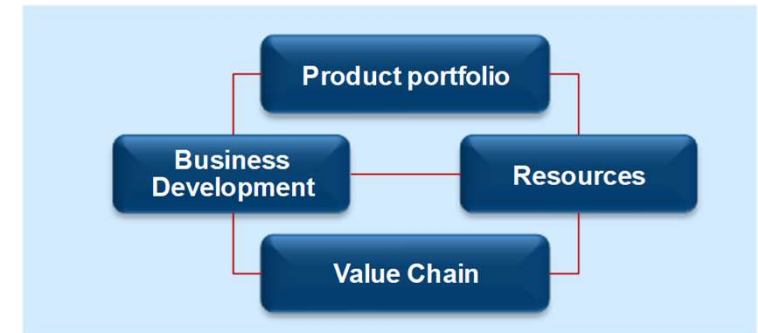 Product portfolio
Business
Development
Resources
Value Chain